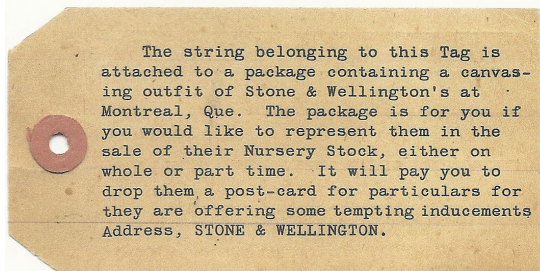 The string belonging to this Tag is
attached to a package containing a canvas-
ing outfit of Stone & Wellington's at
Montreal, Que. The package is for you if
you would like to represent them in the
sale of their Nursery Stock, either on
whole or part time. It will pay you to
drop them a post-card for particulars for
they are offering some tempting inducements
Address, STONE & WELLINGTON.